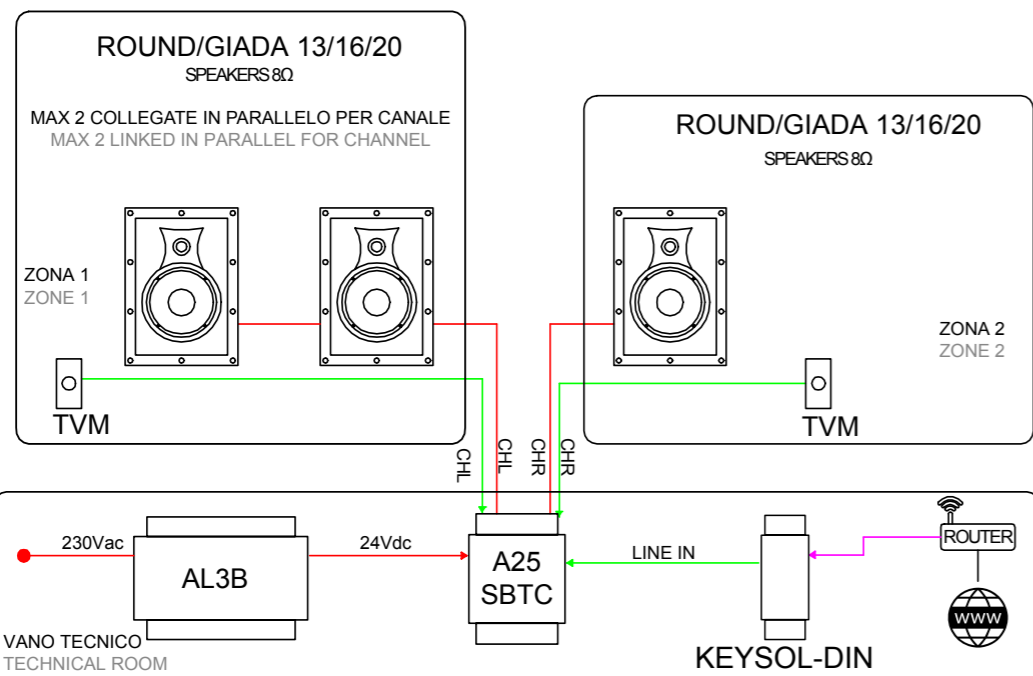 ROUND/GIADA 13/16/20
SPEAKERS 8Ω
MAX 2 COLLEGATE IN PARALLELO PER CANALE
MAX 2 LINKED IN PARALLEL FOR CHANNEL
ZONA 1
ZONE 1
TVM
ROUND/GIADA 13/16/20
SPEAKERS 8Ω
ZONA 2
ZONE 2
TVM
CHL
CHL
CHR
CHR
230Vac
AL3B
24Vdc
A25
SBTC
LINE IN
KEYSOL-DIN
ROUTER
WWW
VANO TECNICO
TECHNICAL ROOM